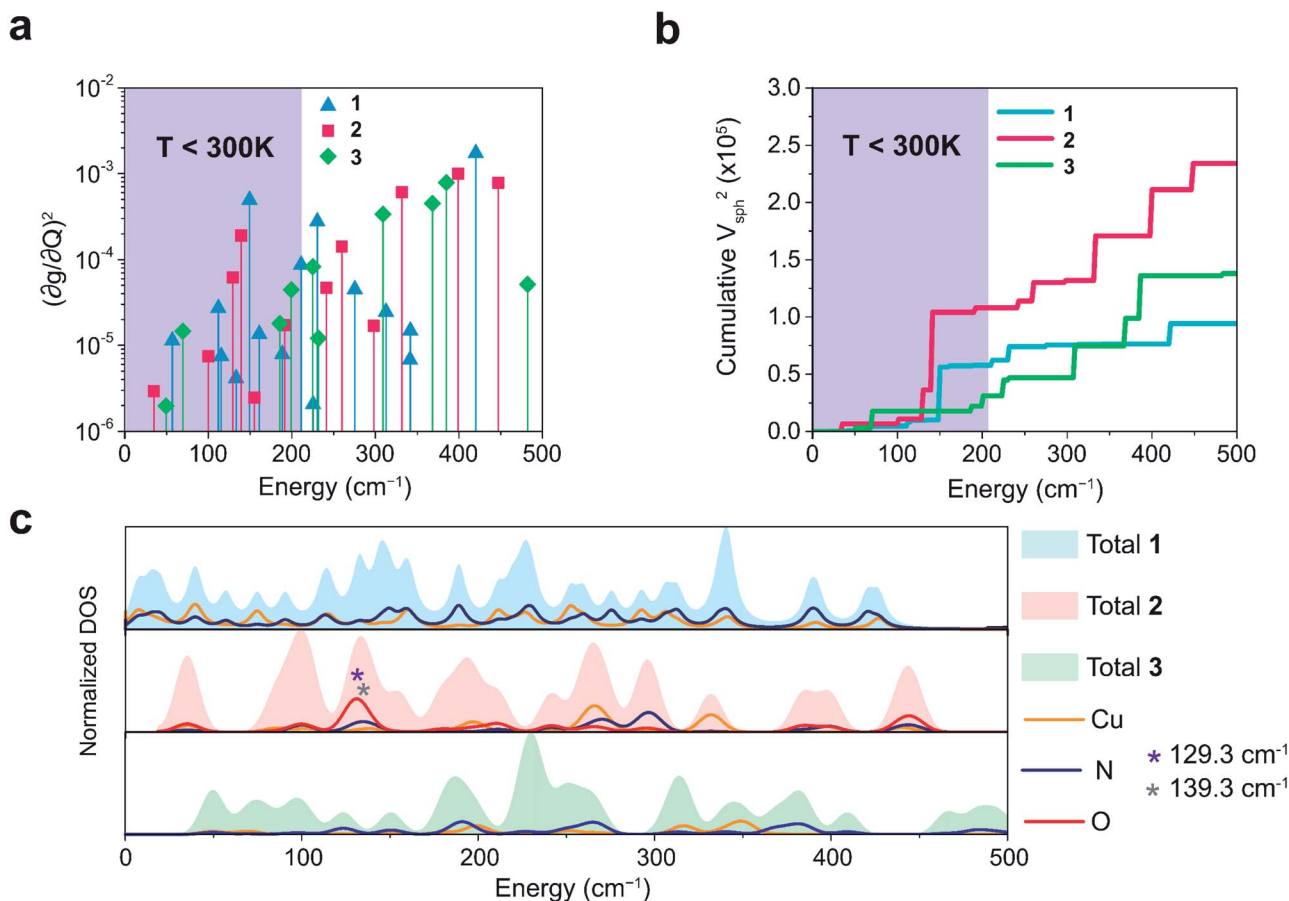 a
10⁻²
10⁻³
10⁻⁴
10⁻⁵
10⁻⁶
(∂g/∂Q)²
T < 300K
1
2
3
0 100 200 300 400 500
Energy (cm⁻¹)
b
3.0
2.5
2.0
1.5
1.0
0.5
0.0
Cumulative Vsph² (x10⁵)
T < 300K
1
2
3
0 100 200 300 400 500
Energy (cm⁻¹)
c
Normalized DOS
*
*
0 100 200 300 400 500
Energy (cm⁻¹)
Total 1
Total 2
Total 3
Cu
N
O
* 129.3 cm⁻¹
* 139.3 cm⁻¹